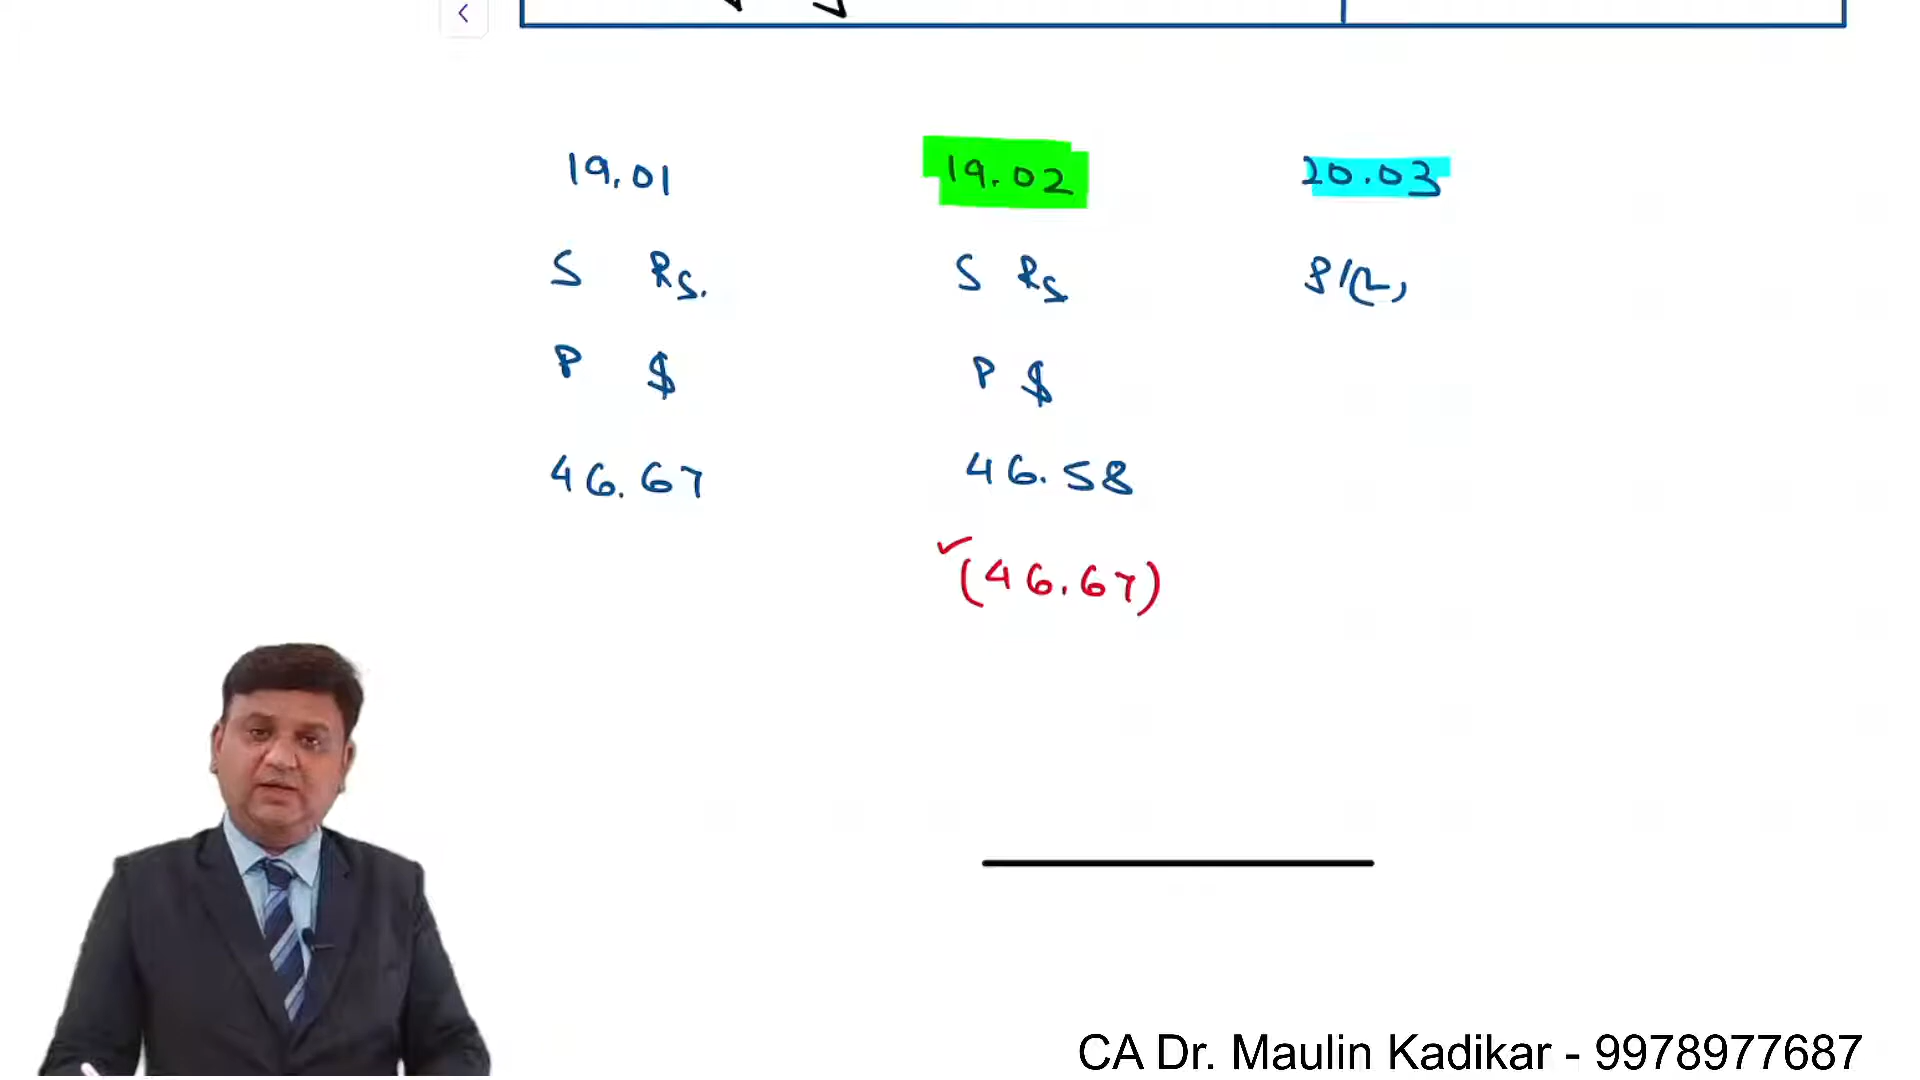 19.01 19.02 20.03
S Rs. S Rs
P $ P $
46.67 46.58
(46.67)
CA Dr. Maulin Kadikar - 9978977687